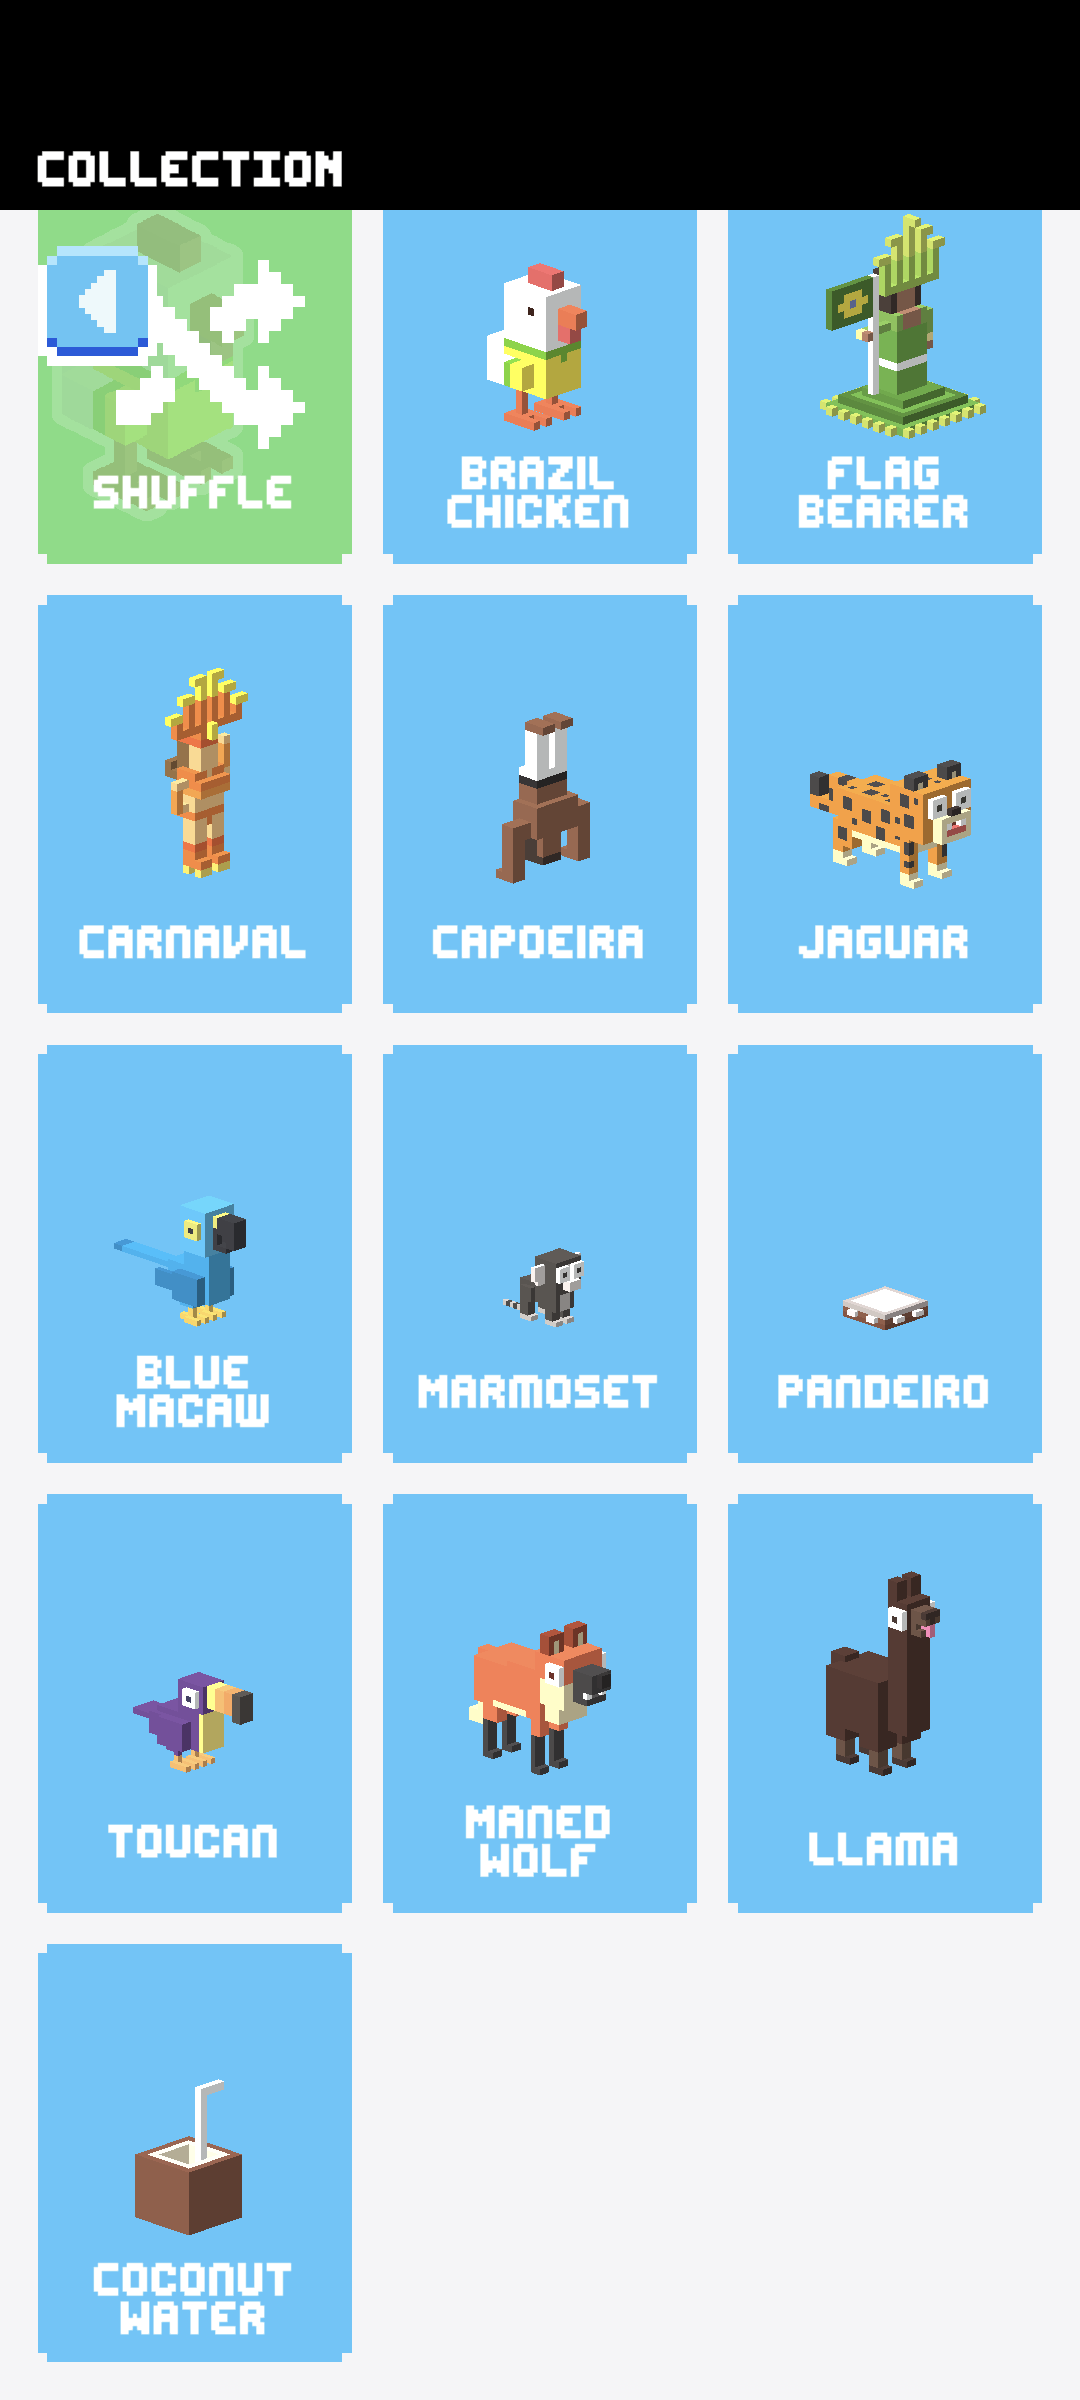 COLLECTION
SHUFFLE
BRAZIL
CHICKEN
FLAG
BEARER
CARNAVAL
CAPOEIRA
JAGUAR
BLUE
MACAW
MARMOSET
PANDEIRO
TOUCAN
MANED
WOLF
LLAMA
COCONUT
WATER